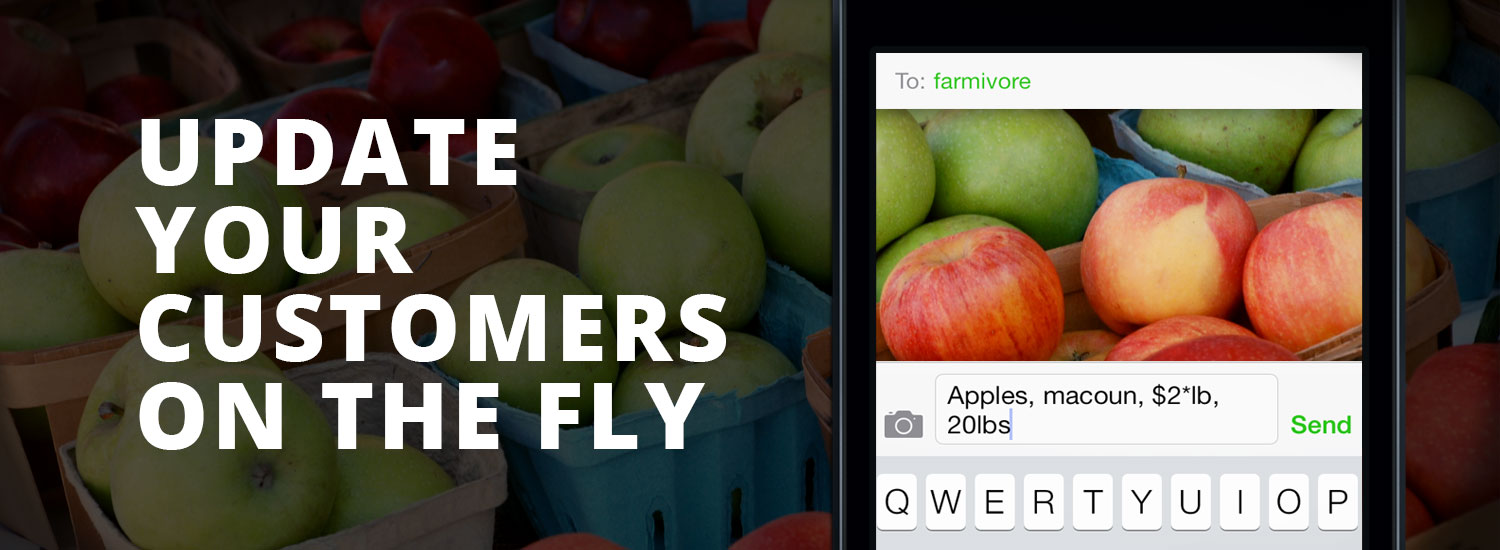 UPDATE
YOUR
CUSTOMERS
ON THE FLY
To: farmivore
Apples, macoun, $2*lb,
20lbs
Send
Q W E R T Y U I O P